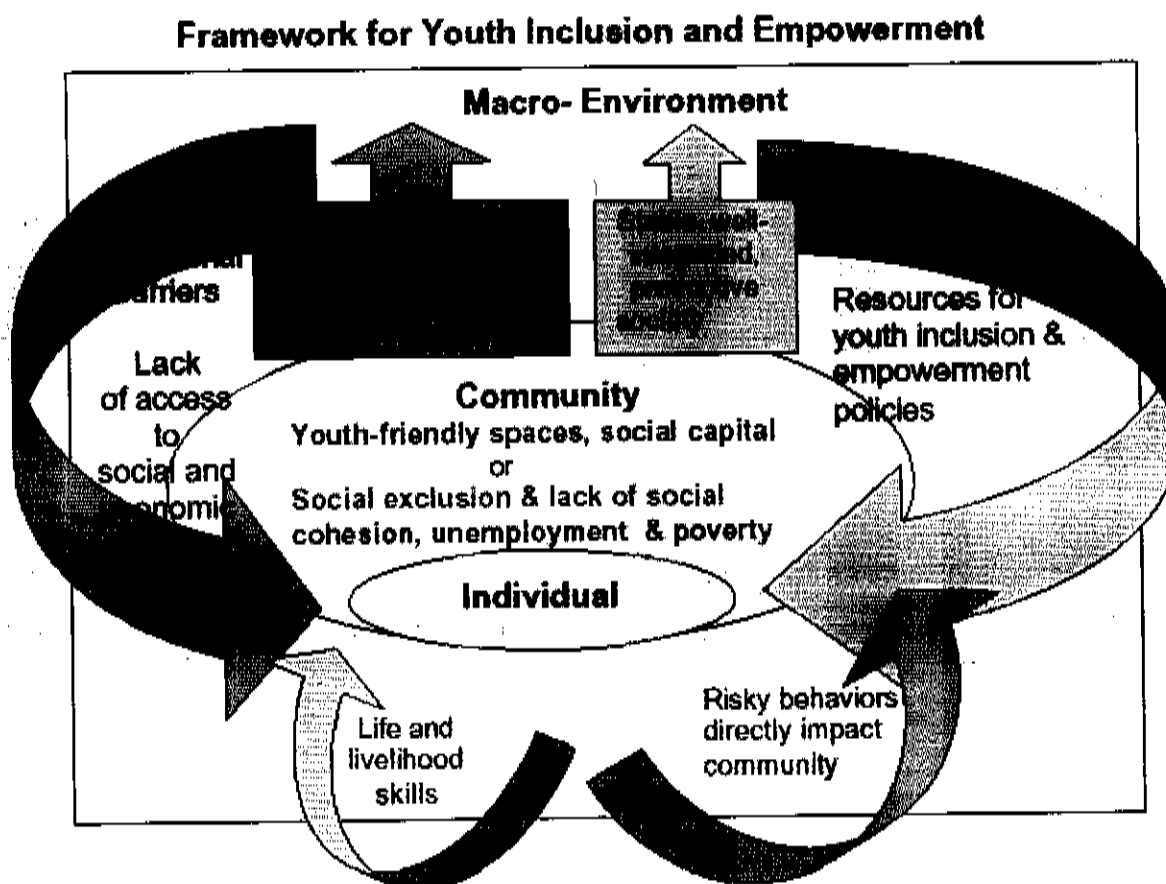 Framework for Youth Inclusion and Empowerment
Macro- Environment
barriers
Lack
of access
to
social and
society
Resources for
youth inclusion &
empowerment
policies
Community
Youth-friendly spaces, social capital
or
Social exclusion & lack of social
cohesion, unemployment & poverty
Individual
Life and
livelihood
skills
Risky behaviors
directly impact
community